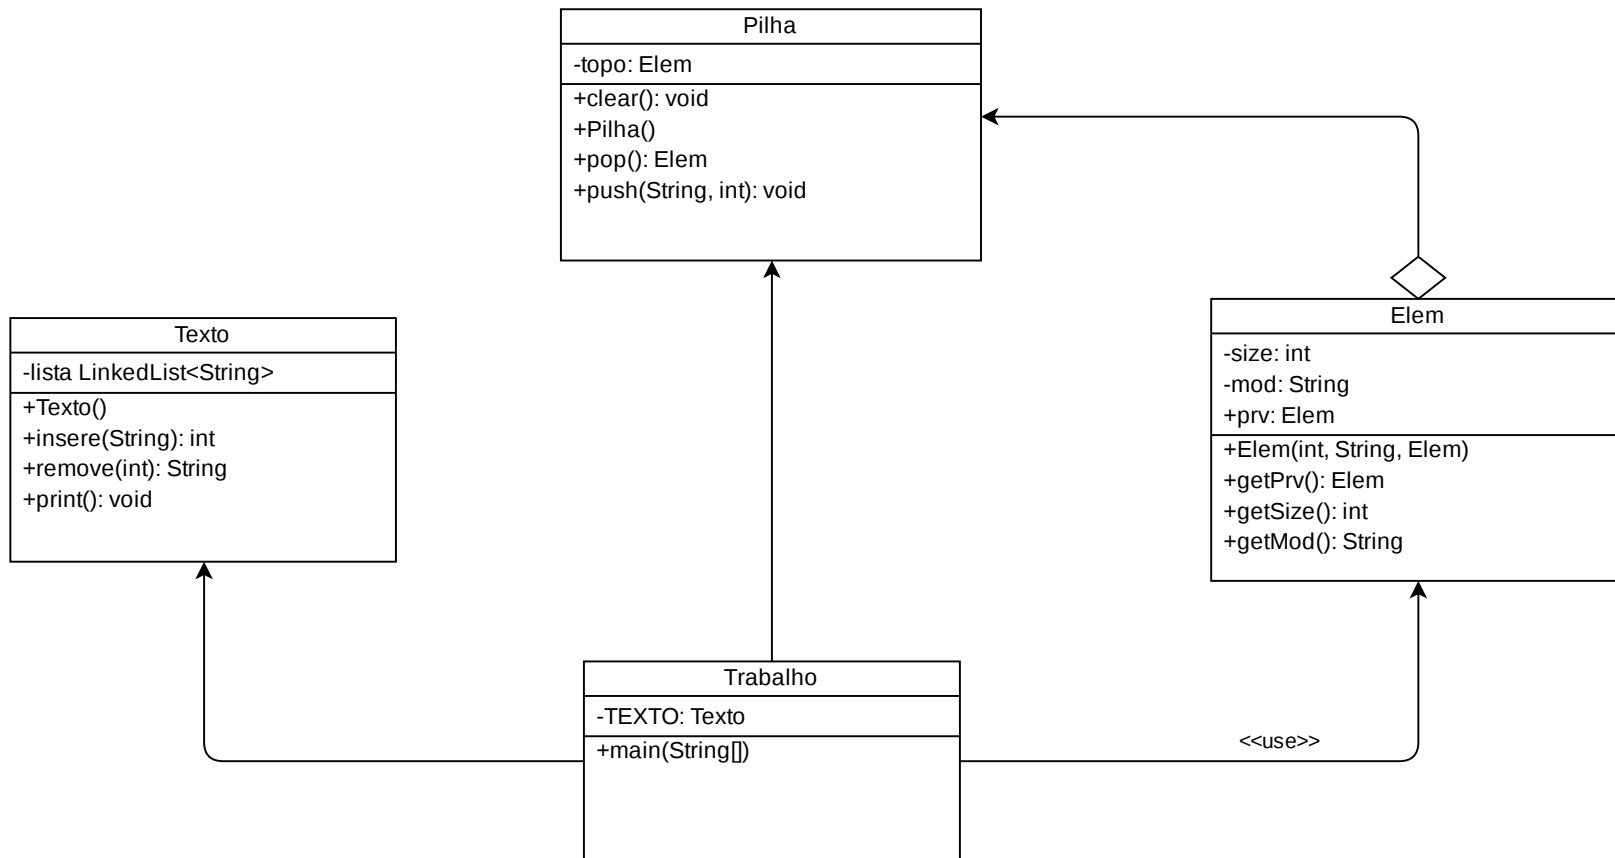 Pilha
-topo: Elem
+clear(): void
+Pilha()
+pop(): Elem
+push(String, int): void
Texto
-lista LinkedList<String>
+Texto()
+insere(String): int
+remove(int): String
+print(): void
Elem
-size: int
-mod: String
+prv: Elem
+Elem(int, String, Elem)
+getPrv(): Elem
+getSize(): int
+getMod(): String
Trabalho
-TEXTO: Texto
+main(String[])
<<use>>